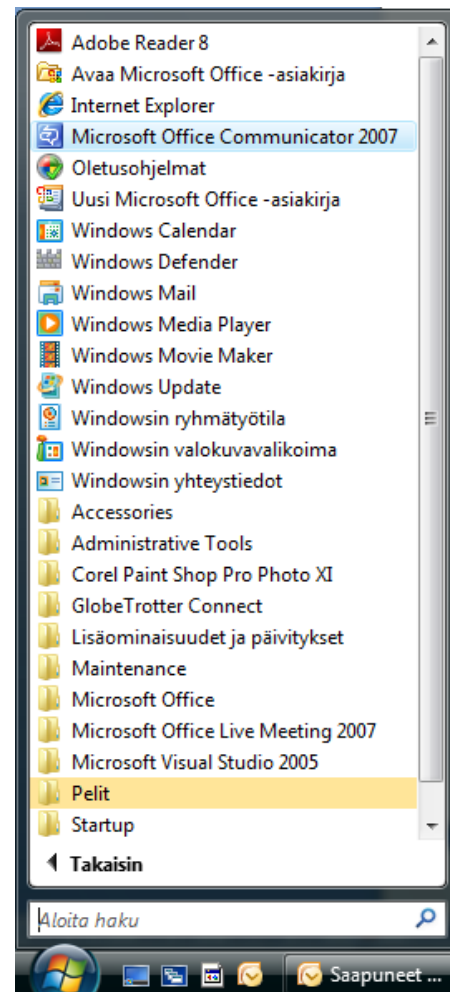 Adobe Reader 8
Avaa Microsoft Office -asiakirja
Internet Explorer
Microsoft Office Communicator 2007
Oletusohjelmat
Uusi Microsoft Office -asiakirja
Windows Calendar
Windows Defender
Windows Mail
Windows Media Player
Windows Movie Maker
Windows Update
Windowsin ryhmätyötila
Windowsin valokuvavalikoima
Windowsin yhteystiedot
Accessories
Administrative Tools
Corel Paint Shop Pro Photo XI
GlobeTrotter Connect
Lisäominaisuudet ja päivitykset
Maintenance
Microsoft Office
Microsoft Office Live Meeting 2007
Microsoft Visual Studio 2005
Pelit
Startup
Takaisin
Aloita haku
Saapuneet ...